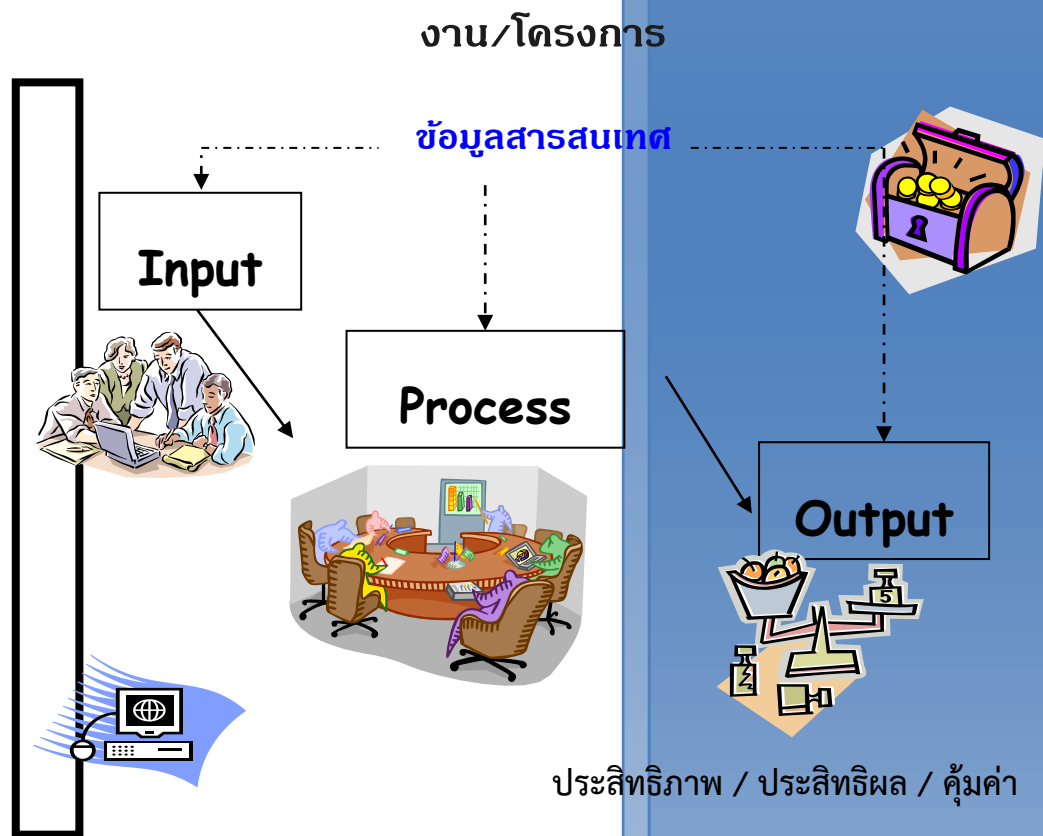 งาน/โครงการ
ข้อมูลสารสนเทศ
Input
Process
Output
5
ประสิทธิภาพ / ประสิทธิผล / คุ้มค่า